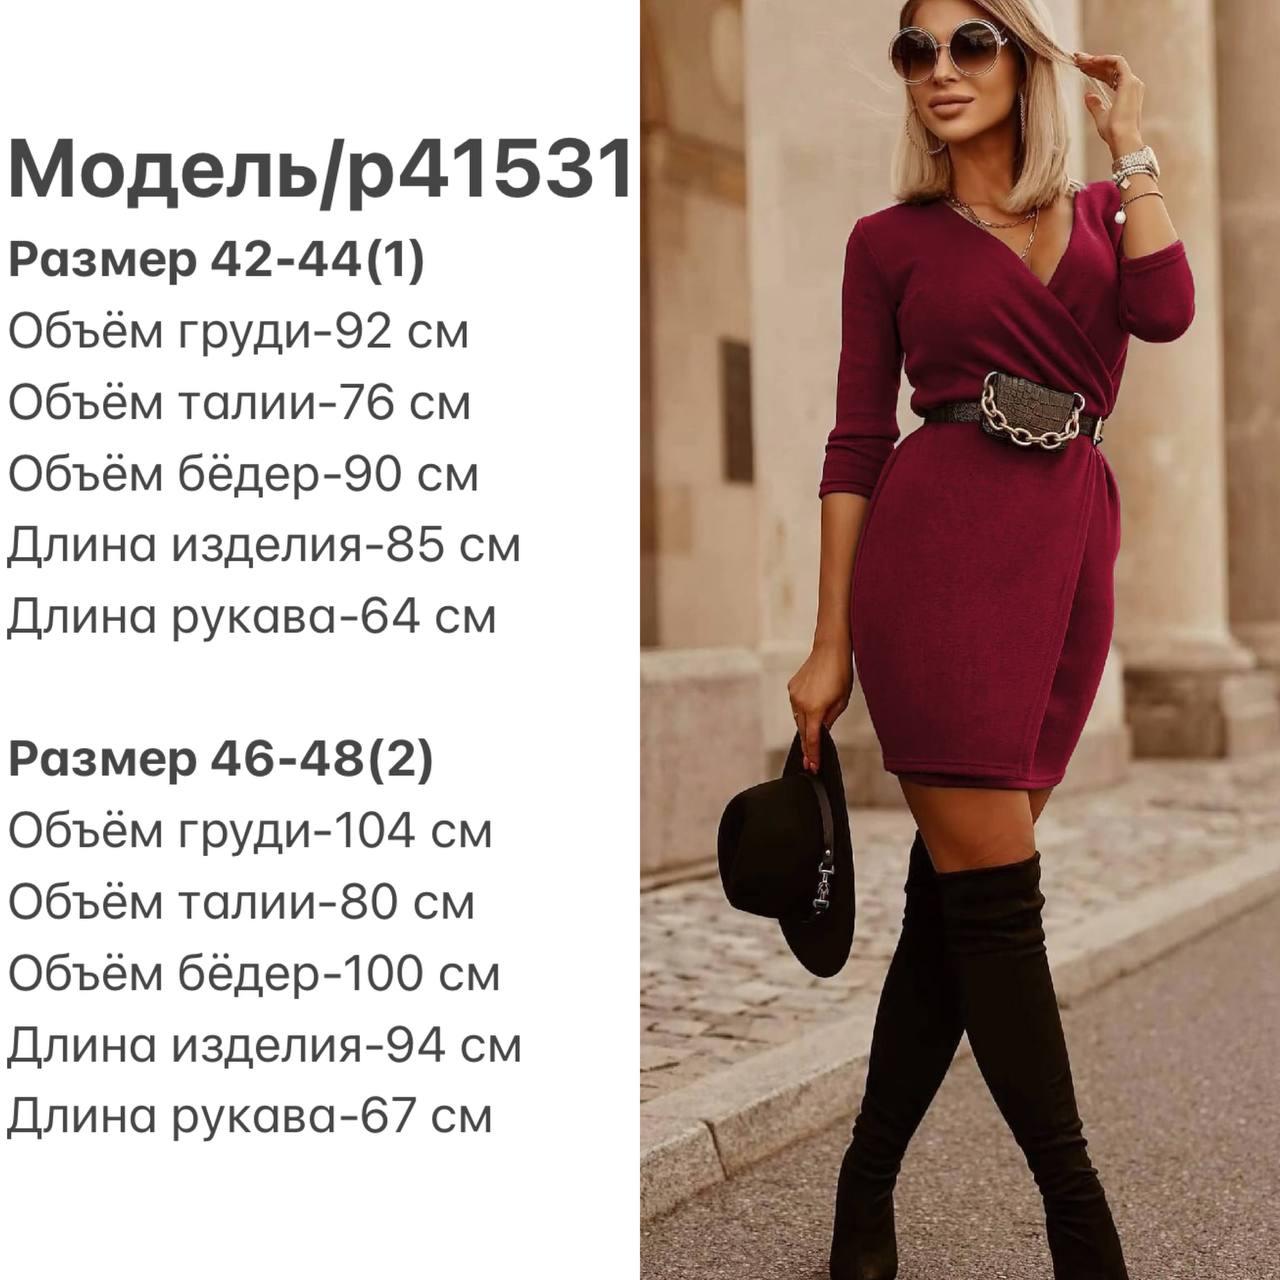 Модель/р41531
Размер 42-44(1)
Объём груди-92 см
Объём талии-76 см
Объём бёдер-90 см
Длина изделия-85 см
Длина рукава-64 см
Размер 46-48(2)
Объём груди-104 см
Объём талии-80 см
Объём бёдер-100 см
Длина изделия-94 см
Длина рукава-67 см